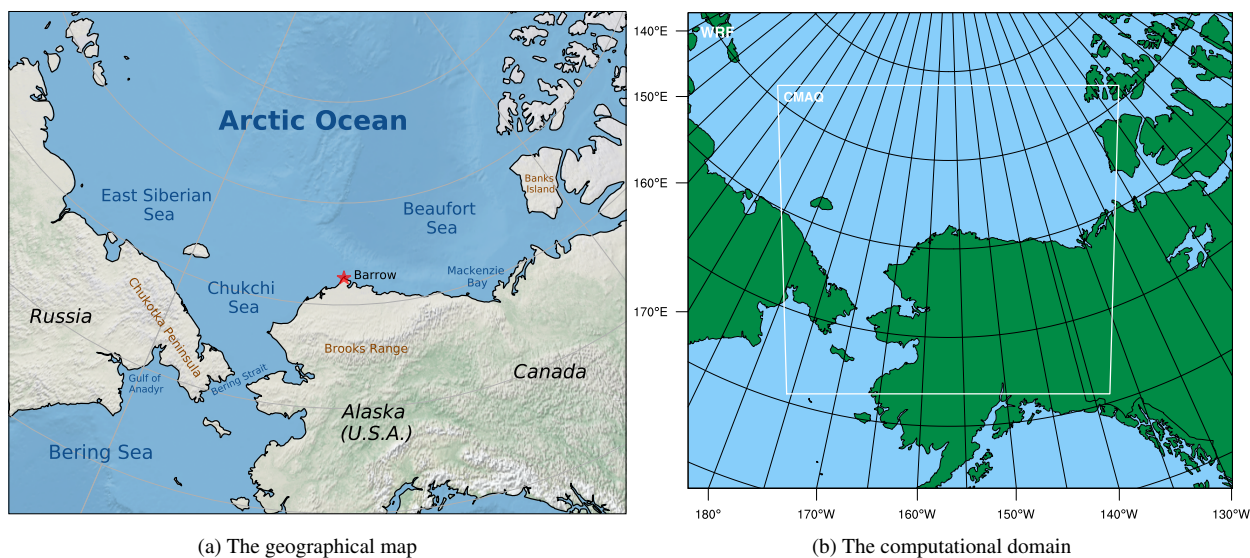 Arctic Ocean
East Siberian
Sea
Banks
Island
Beaufort
Sea
Barrow
Mackenzie
Bay
Chukchi
Sea
Chukotka Peninsula
Russia
Brooks Range
Gulf of
Anadyr
Bering Strait
Canada
Alaska
(U.S.A.)
Bering Sea
(a) The geographical map
WRF
CMAQ
140°E
150°E
160°E
170°E
180°
170°W
160°W
150°W
140°W
130°W
(b) The computational domain